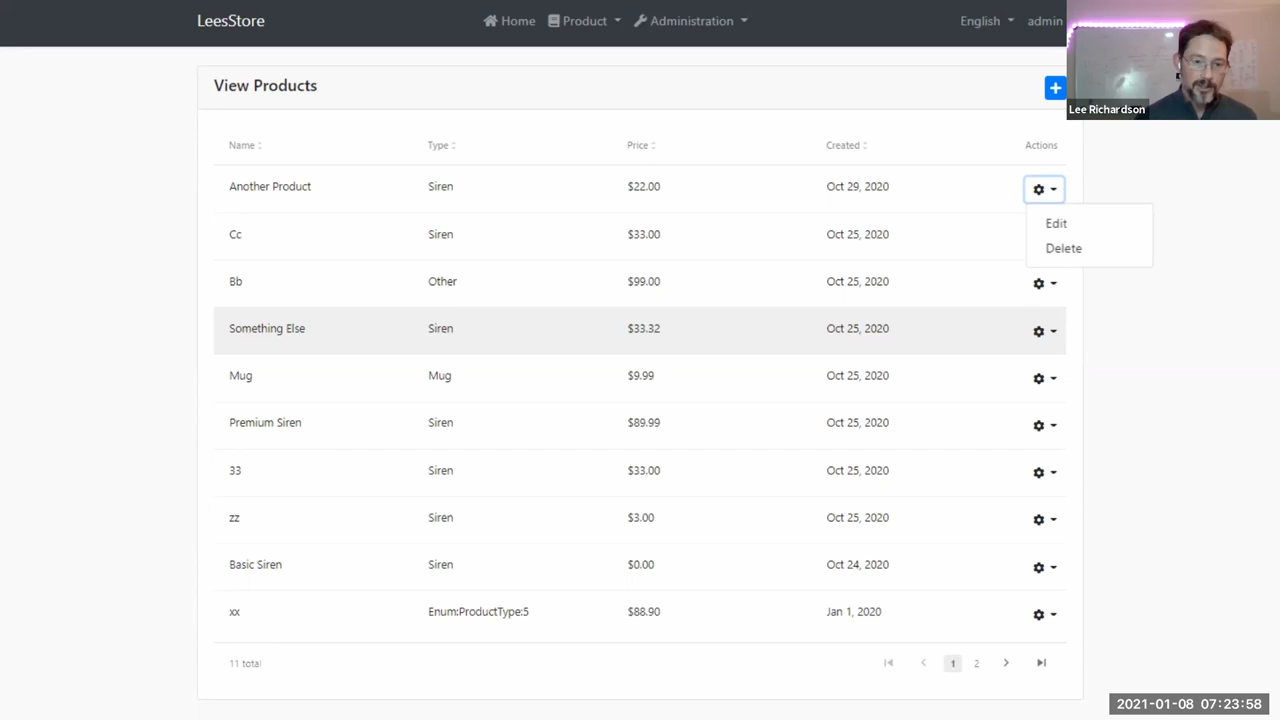 LeesStore Home Product Administration English admin
Lee Richardson
View Products
Name Type Price Created Actions
Another Product Siren $22.00 Oct 29, 2020
Edit
Cc Siren $33.00 Oct 25, 2020
Delete
Bb Other $99.00 Oct 25, 2020
Something Else Siren $33.32 Oct 25, 2020
Mug Mug $9.99 Oct 25, 2020
Premium Siren Siren $89.99 Oct 25, 2020
33 Siren $33.00 Oct 25, 2020
zz Siren $3.00 Oct 25, 2020
Basic Siren Siren $0.00 Oct 24, 2020
xx Enum:ProductType:5 $88.90 Jan 1, 2020
11 total 1 2
2021-01-08 07:23:58